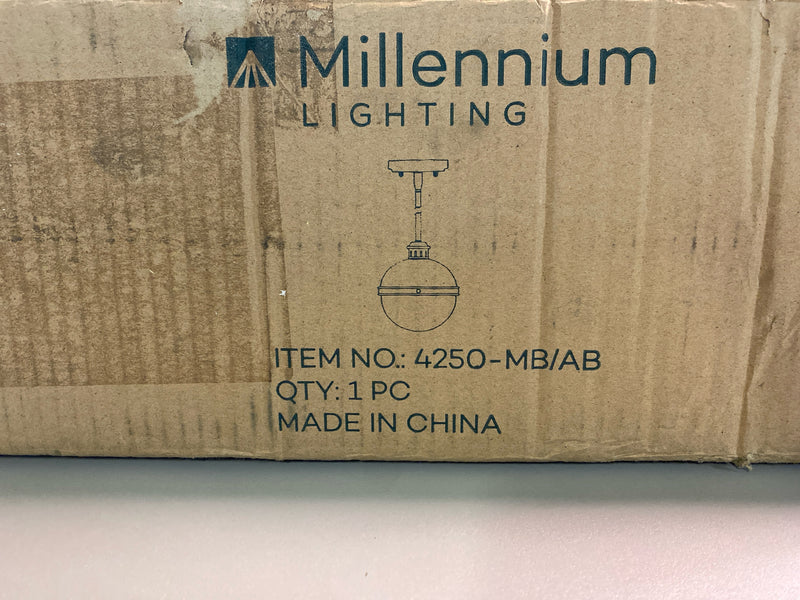 Millennium
LIGHTING
ITEM NO.: 4250-MB/AB
QTY: 1 PC
MADE IN CHINA